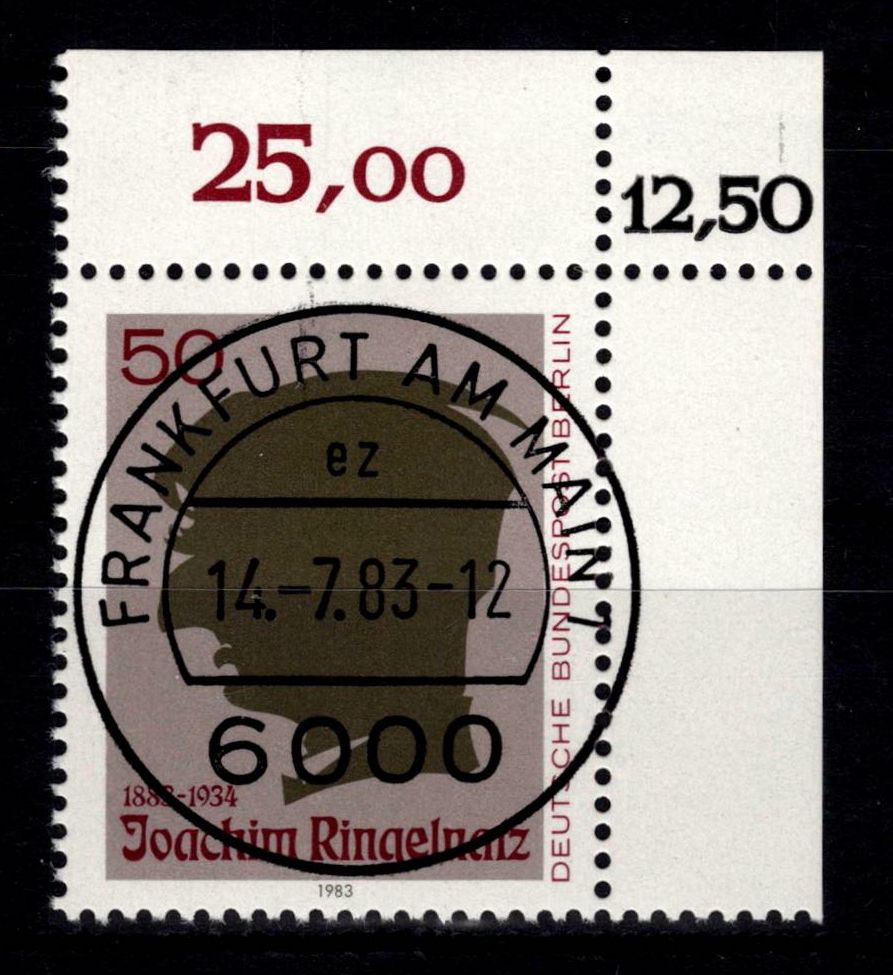 25,00
12,50
50
DEUTSCHE BUNDESPOST BERLIN
FRANKFURT AM MAIN 1
ez
14.-7.83-12
6000
1883-1934
Joachim Ringelnatz
1983